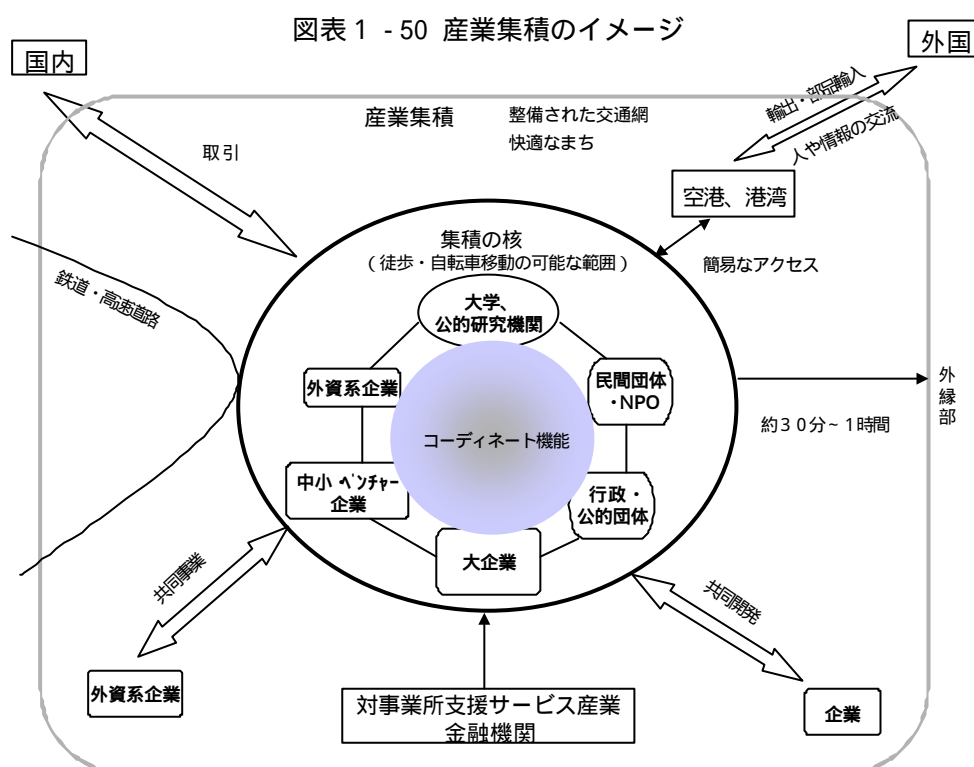 図表1 -50 産業集積のイメージ
国内
外国
産業集積
整備された交通網
快適なまち
輸出・部品輸入
人や情報の交流
取引
空港、港湾
簡易なアクセス
集積の核
(徒歩・自転車移動の可能な範囲)
鉄道・高速道路
大学、
公的研究機関
外資系企業
民間団体
・NPO
コーディネート機能
約30分~1時間
外縁部
中小 ベンチャー
企業
行政・
公的団体
大企業
共同事業
共同開発
外資系企業
対事業所支援サービス産業
金融機関
企業